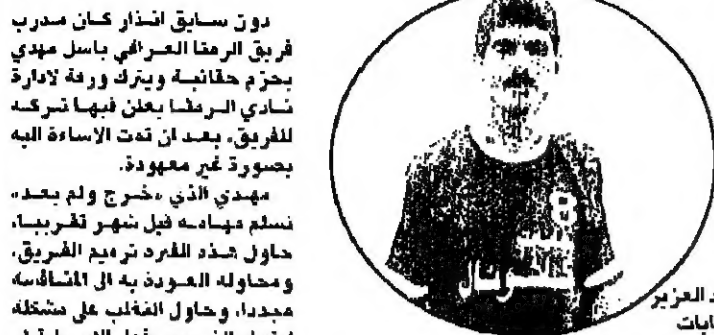 دون سابق انذار كان مدرب
فريق الرمثا العراقي باسل مهدي
يحزم حقائبه ويترك ورقة لادارة
نادي الرمثا يعلن فيها تركه
للفريق، بعد ان تمت الاساءة اليه
بصورة غير معهودة.
مهدي الذي «خرج ولم يعد»
تسلم مهامه قبل شهر تقريبا،
حاول هذه الفترة ترميم الفريق،
ومحاولة العودة به الى المنافسة
مجددا، وحاول التغلب على مشكلة
د العزيز
ابات
8